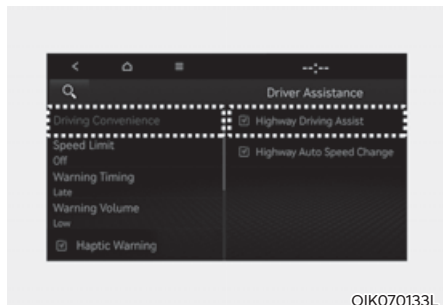 --:--
Driver Assistance
Driving Convenience
Speed Limit
Off
Warning Timing
Late
Warning Volume
Low
Haptic Warning
Highway Driving Assist
Highway Auto Speed Change
OIK070133L